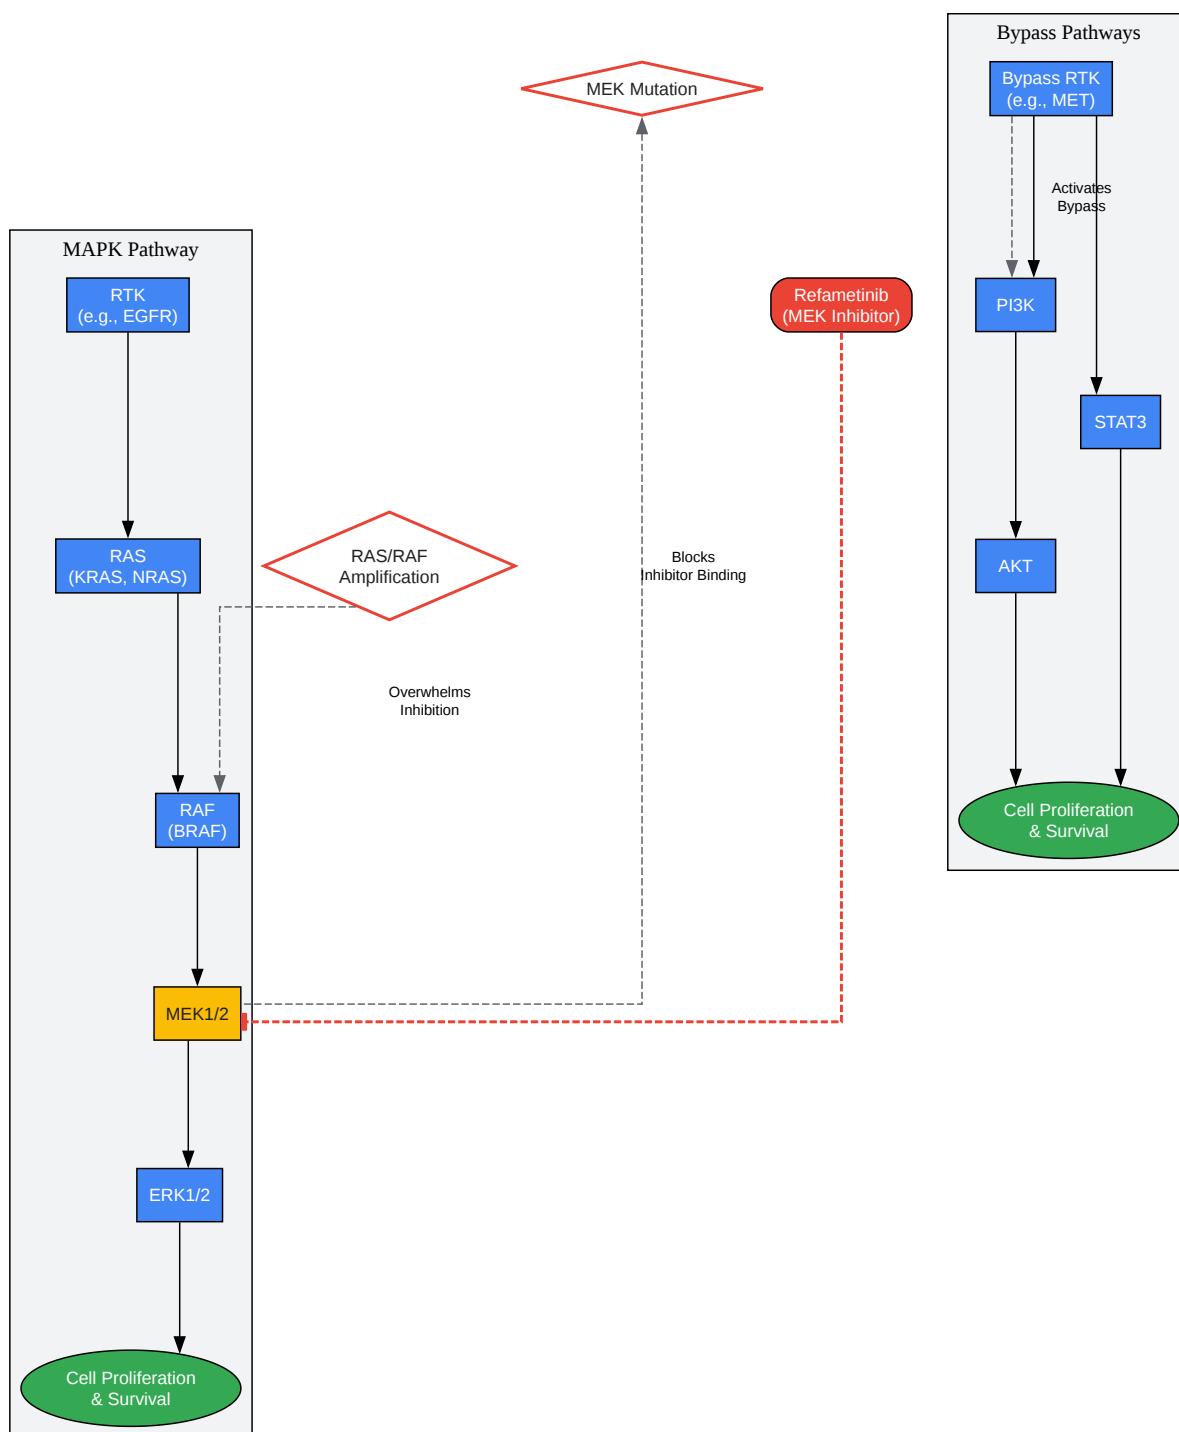 Bypass Pathways
Bypass RTK
(e.g., MET)
MEK Mutation
Activates
Bypass
MAPK Pathway
RTK
(e.g., EGFR)
Refametinib
(MEK Inhibitor)
PI3K
STAT3
RAS
(KRAS, NRAS)
RAS/RAF
Amplification
Blocks
Inhibitor Binding
AKT
Overwhelms
Inhibition
RAF
(BRAF)
Cell Proliferation
& Survival
MEK1/2
ERK1/2
Cell Proliferation
& Survival